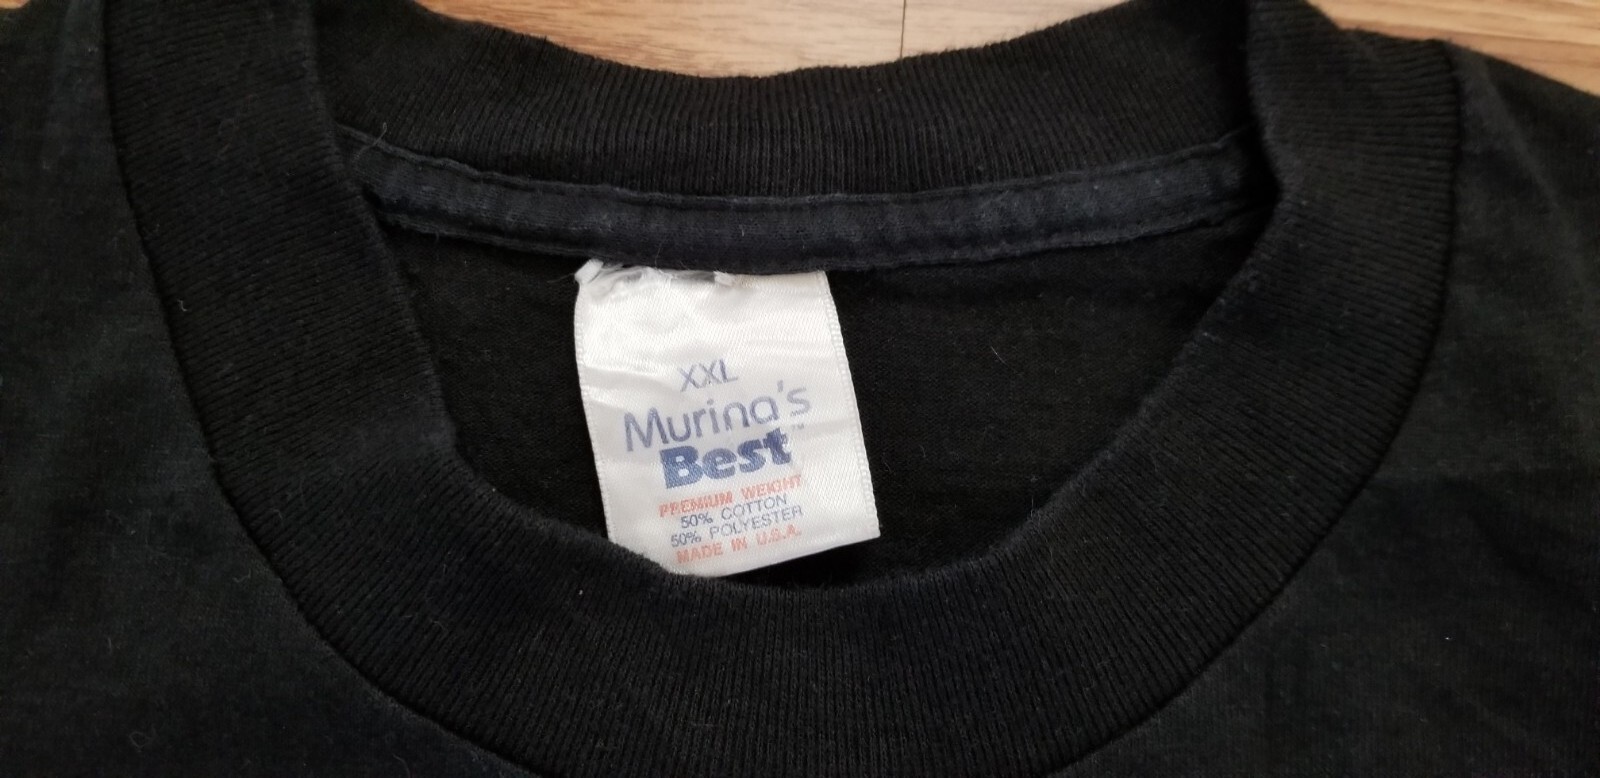 XXL
Murina's
Best™
PREMIUM WEIGHT
50% COTTON
50% POLYESTER
MADE IN U.S.A.